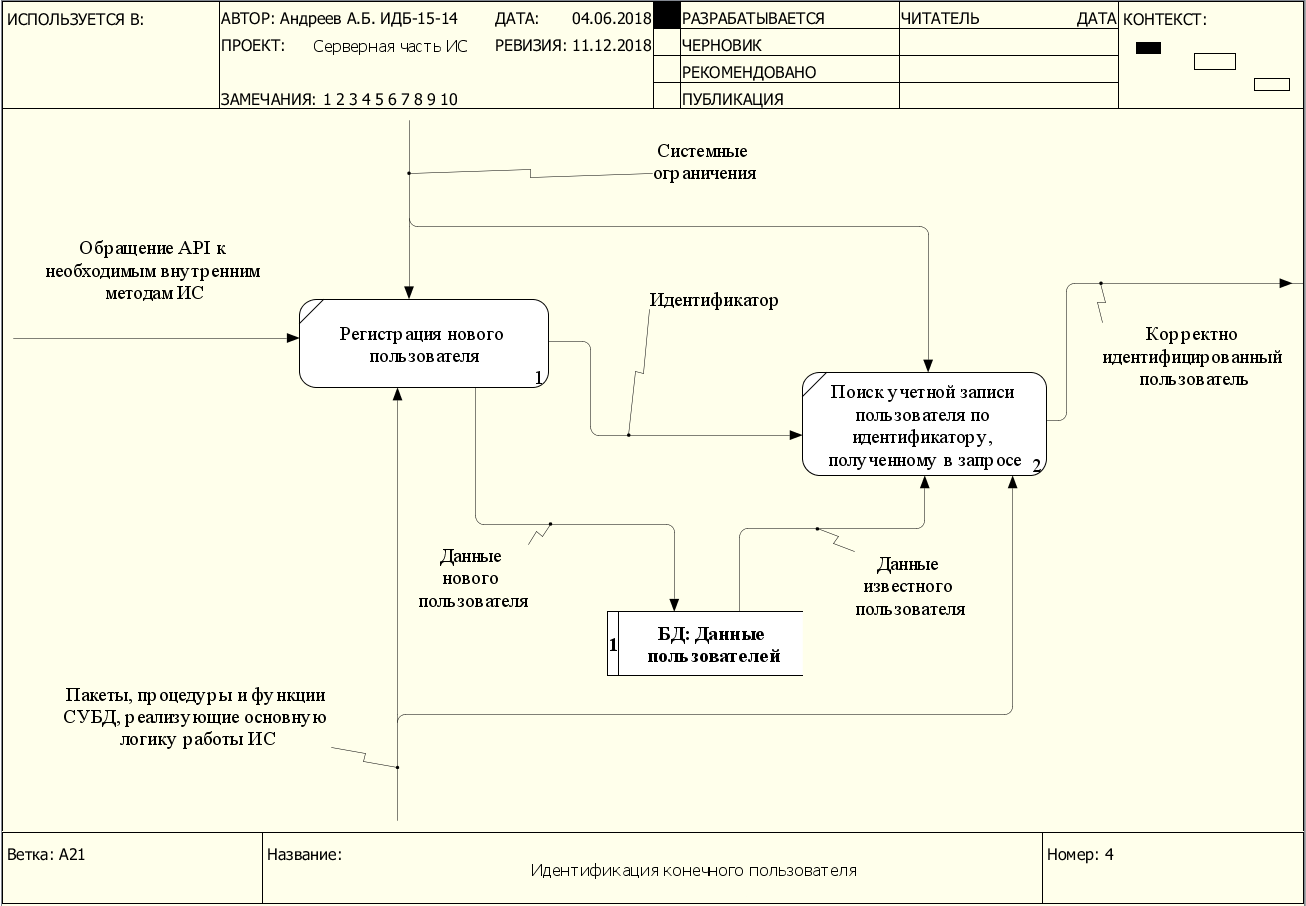 ИСПОЛЬЗУЕТСЯ В:
АВТОР: Андреев А.Б. ИДБ-15-14
ДАТА: 04.06.2018
ПРОЕКТ: Серверная часть ИС
РЕВИЗИЯ: 11.12.2018
ЗАМЕЧАНИЯ: 1 2 3 4 5 6 7 8 9 10
РАЗРАБАТЫВАЕТСЯ
ЧЕРНОВИК
РЕКОМЕНДОВАНО
ПУБЛИКАЦИЯ
ЧИТАТЕЛЬ
ДАТА
КОНТЕКСТ:
Системные
ограничения
Обращение API к
необходимым внутренним
методам ИС
Регистрация нового
пользователя
1
Идентификатор
Корректно
идентифицированный
пользователь
Поиск учетной записи
пользователя по
идентификатору,
полученному в запросе
2
Данные
нового
пользователя
Данные
известного
пользователя
1
БД: Данные
пользователей
Пакеты, процедуры и функции
СУБД, реализующие основную
логику работы ИС
Ветка: A21
Название:
Идентификация конечного пользователя
Номер: 4